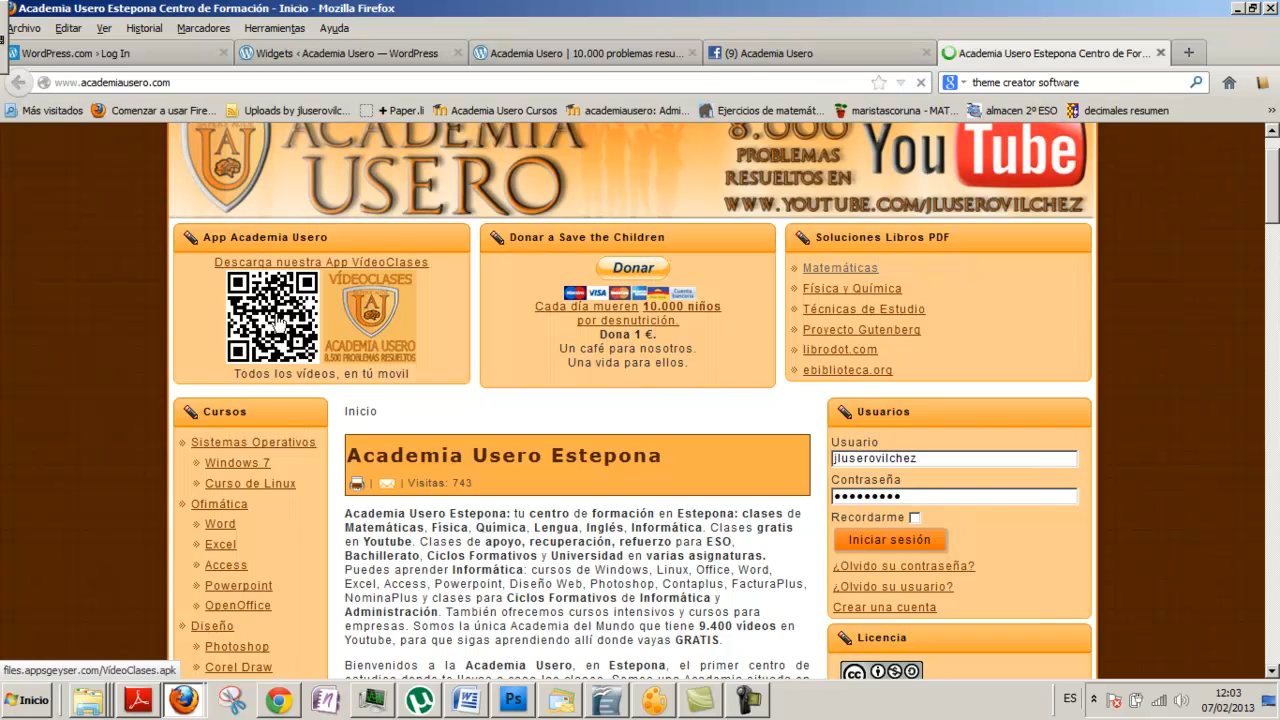 Academia Usero Estepona Centro de Formación - Inicio - Mozilla Firefox
Archivo Editar Ver Historial Marcadores Herramientas Ayuda
WordPress.com › Log In
Widgets ‹ Academia Usero — WordPress
Academia Usero | 10.000 problemas resu...
(9) Academia Usero
Academia Usero Estepona Centro de For...
www.academiausero.com
theme creator software
Más visitados
Comenzar a usar Fire...
Uploads by jluserovilc...
+ Paper.li
Academia Usero Cursos
academiausero: Admi...
Ejercicios de matemát...
maristascoruna - MAT...
almacen 2º ESO
decimales resumen
ACADEMIA
USERO
8.000
PROBLEMAS
RESUELTOS EN
You Tube
WWW.YOUTUBE.COM/JLUSEROVILCHEZ
App Academia Usero
Descarga nuestra App VídeoClases
VÍDEOCLASES
ACADEMIA USERO
8.500 PROBLEMAS RESUELTOS
Todos los vídeos, en tú movil
Donar a Save the Children
Donar
VISA
Cuenta bancaria
Cada día mueren 10.000 niños
por desnutrición.
Dona 1 €.
Un café para nosotros.
Una vida para ellos.
Soluciones Libros PDF
Matemáticas
Física y Química
Técnicas de Estudio
Proyecto Gutenberg
librodot.com
ebiblioteca.org
Cursos
Sistemas Operativos
Windows 7
Curso de Linux
Ofimática
Word
Excel
Access
Powerpoint
OpenOffice
Diseño
Photoshop
Corel Draw
Inicio
Academia Usero Estepona
| | Visitas: 743
Academia Usero Estepona: tu centro de formación en Estepona: clases de
Matemáticas, Física, Química, Lengua, Inglés, Informática. Clases gratis
en Youtube. Clases de apoyo, recuperación, refuerzo para ESO,
Bachillerato, Ciclos Formativos y Universidad en varias asignaturas.
Puedes aprender Informática: cursos de Windows, Linux, Office, Word,
Excel, Access, Powerpoint, Diseño Web, Photoshop, Contaplus, FacturaPlus,
NominaPlus y clases para Ciclos Formativos de Informática y
Administración. También ofrecemos cursos intensivos y cursos para
empresas. Somos la única Academia del Mundo que tiene 9.400 vídeos en
Youtube, para que sigas aprendiendo allí donde vayas GRATIS.
Bienvenidos a la Academia Usero, en Estepona, el primer centro de
Usuarios
Usuario
jluserovilchez
Contraseña
Recordarme
Iniciar sesión
¿Olvido su contraseña?
¿Olvido su usuario?
Crear una cuenta
Licencia
files.appsgeyser.com/VídeoClases.apk
Inicio
ES
12:03
07/02/2013